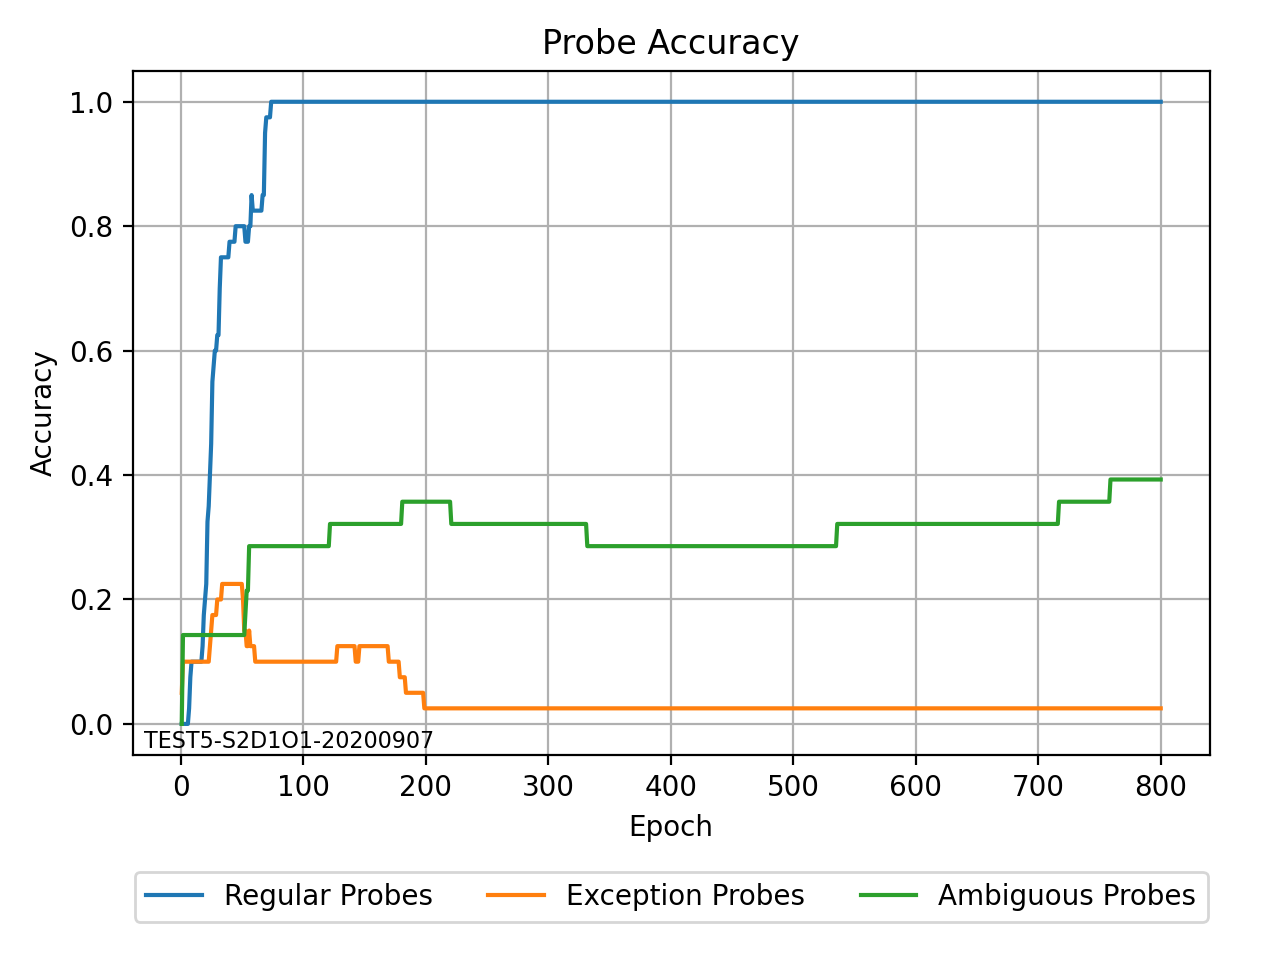 Probe Accuracy
1.0
0.8
0.6
0.4
0.2
0.0
Accuracy
TEST5-S2D1O1-20200907
0 100 200 300 400 500 600 700 800
Epoch
Regular Probes Exception Probes Ambiguous Probes